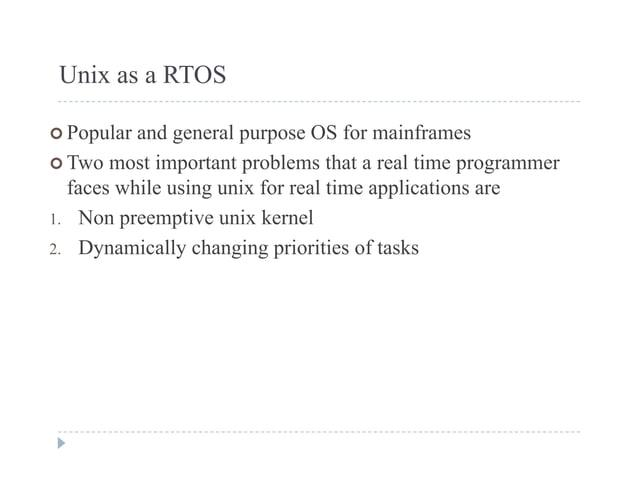 Unix as a RTOS
Popular and general purpose OS for mainframes
Two most important problems that a real time programmer
faces while using unix for real time applications are
1. Non preemptive unix kernel
2. Dynamically changing priorities of tasks